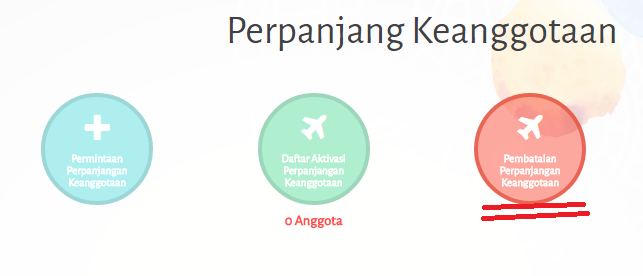 Perpanjang Keanggotaan
Permintaan
Perpanjangan
Keanggotaan
Daftar Aktivasi
Perpanjangan
Keanggotaan
0 Anggota
Pembatalan
Perpanjangan
Keanggotaan